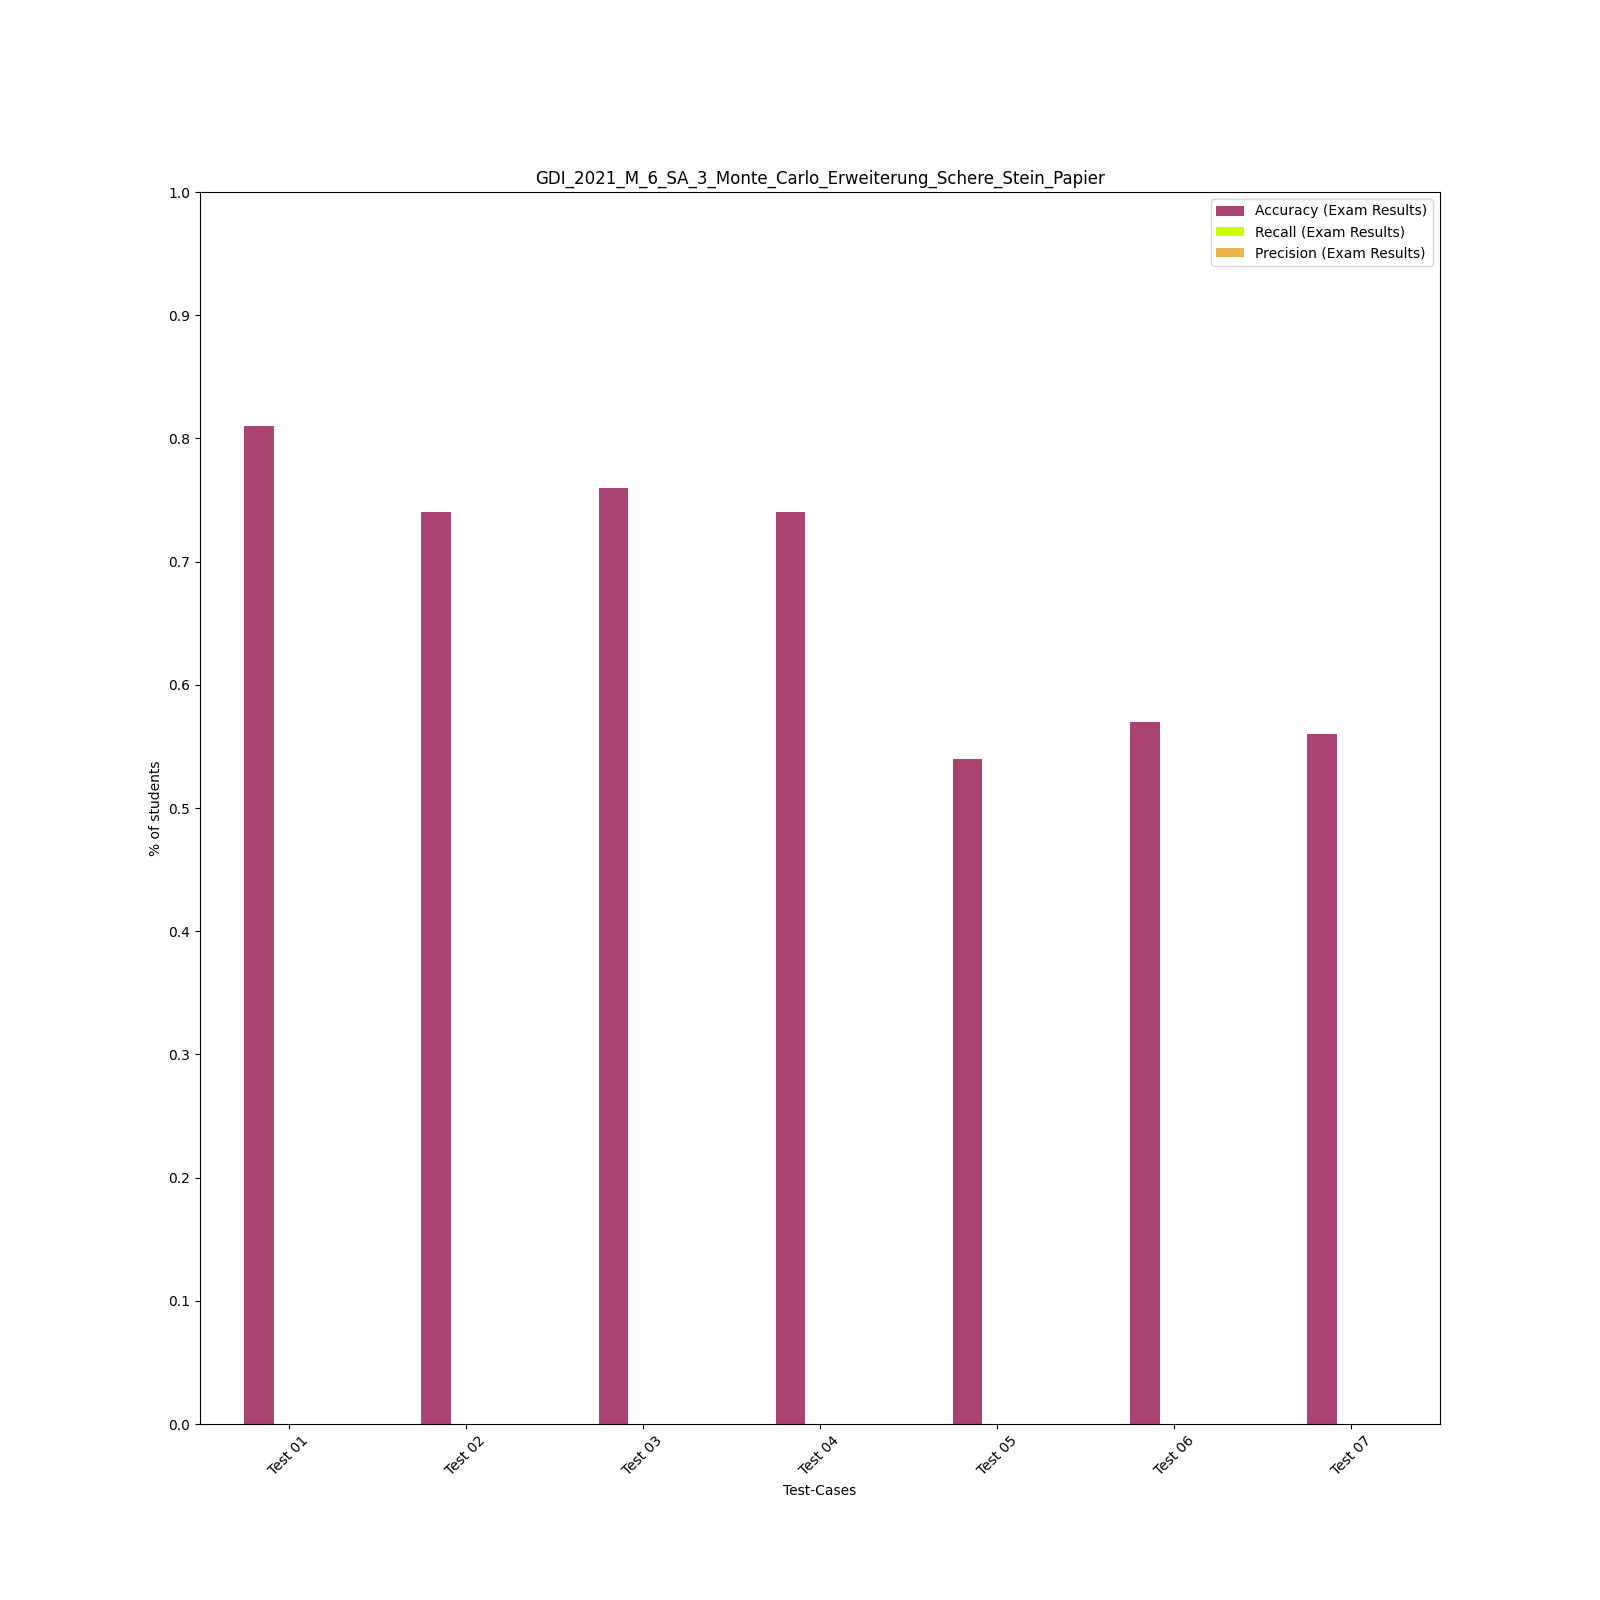 GDI_2021_M_6_SA_3_Monte_Carlo_Erweiterung_Schere_Stein_Papier
Accuracy (Exam Results)
Recall (Exam Results)
Precision (Exam Results)
1.0
0.9
0.8
0.7
0.6
0.5
0.4
0.3
0.2
0.1
0.0
% of students
Test 01
Test 02
Test 03
Test 04
Test 05
Test 06
Test 07
Test-Cases